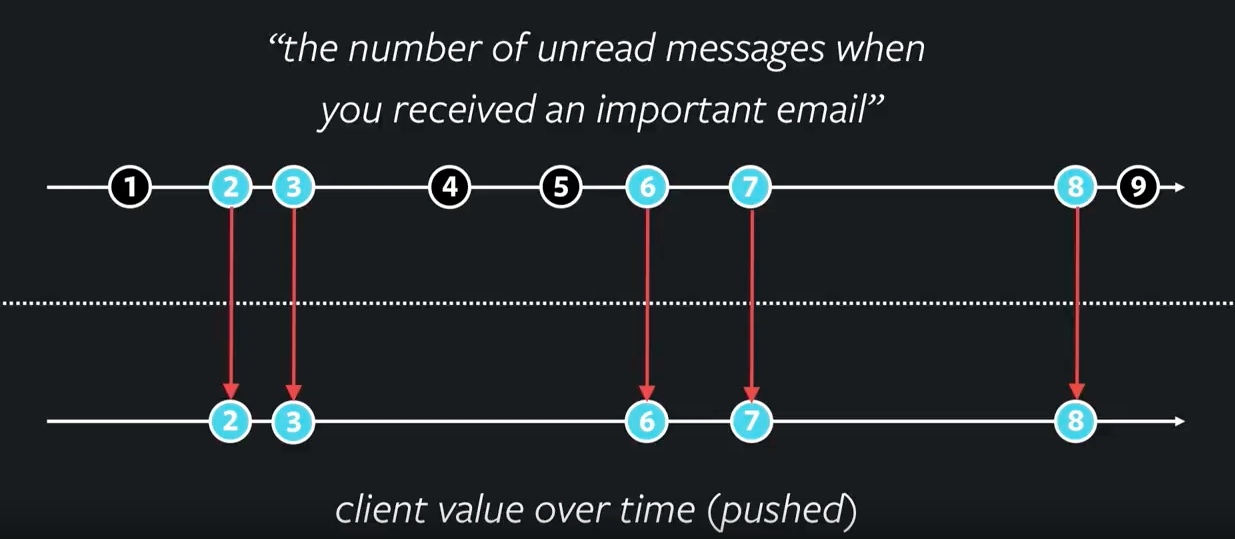 “the number of unread messages when
you received an important email”
1 2 3 4 5 6 7 8 9
2 3 6 7 8
client value over time (pushed)